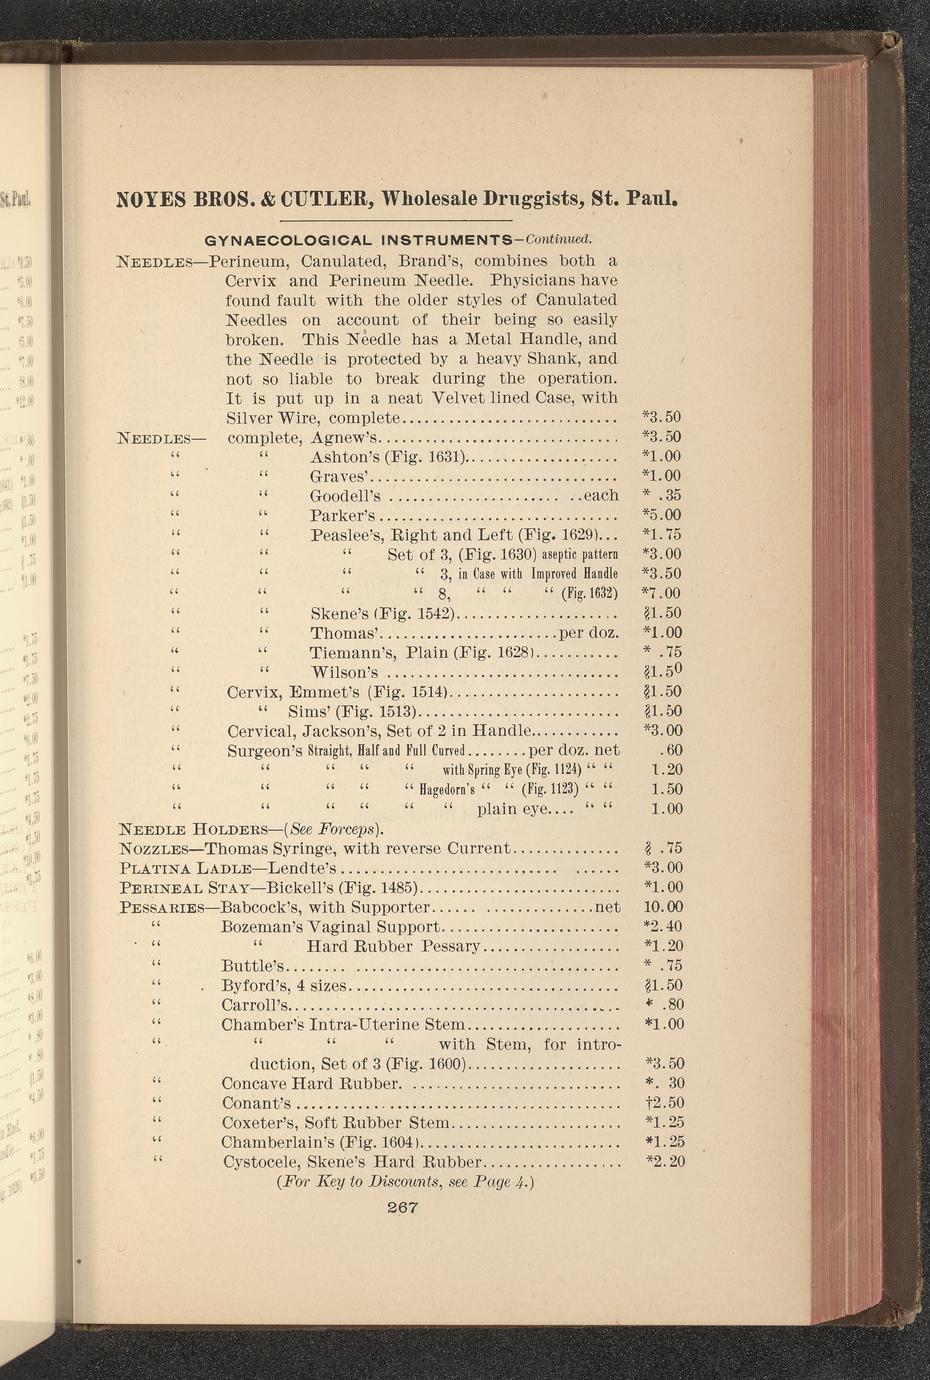 NOYES BROS. & CUTLER, Wholesale Druggists, St. Paul.
GYNAECOLOGICAL INSTRUMENTS—Continued.
NEEDLES—Perineum, Canulated, Brand's, combines both a
Cervix and Perineum Needle. Physicians have
found fault with the older styles of Canulated
Needles on account of their being so easily
broken. This Needle has a Metal Handle, and
the Needle is protected by a heavy Shank, and
not so liable to break during the operation.
It is put up in a neat Velvet lined Case, with
Silver Wire, complete........................... *3.50
NEEDLES— complete, Agnew's.............................. *3.50
“ “ Ashton's (Fig. 1631)................... *1.00
“ “ Graves'............................... *1.00
“ “ Goodell's ...................... ..each * .35
“ “ Parker's............................... *5.00
“ “ Peaslee's, Right and Left (Fig. 1629)... *1.75
“ “ “ Set of 3, (Fig. 1630) aseptic pattern *3.00
“ “ “ “ 3, in Case with Improved Handle *3.50
“ “ “ “ 8, “ “ “ (Fig. 1632) *7.00
“ “ Skene's (Fig. 1542)..................... §1.50
“ “ Thomas'.......................per doz. *1.00
“ “ Tiemann's, Plain (Fig. 1628)........... * .75
“ “ Wilson's .............................. §1.50
“ Cervix, Emmet's (Fig. 1514)...................... §1.50
“ “ Sims' (Fig. 1513).......................... §1.50
“ Cervical, Jackson's, Set of 2 in Handle........... *3.00
“ Surgeon's Straight, Half and Full Curved........per doz. net .60
“ “ “ “ “ with Spring Eye (Fig. 1124) “ “ 1.20
“ “ “ “ “ Hagedorn's “ “ (Fig. 1123) “ “ 1.50
“ “ “ “ “ “ plain eye.... “ “ 1.00
NEEDLE HOLDERS—(See Forceps).
NOZZLES—Thomas Syringe, with reverse Current.............. § .75
PLATINA LADLE—Lendte's............................ ...... *3.00
PERINEAL STAY—Bickell's (Fig. 1485).......................... *1.00
PESSARIES—Babcock's, with Supporter...... ..............net 10.00
“ Bozeman's Vaginal Support....................... *2.40
“ “ Hard Rubber Pessary.................. *1.20
“ Buttle's........ .................................. * .75
“ Byford's, 4 sizes................................... §1.50
“ Carroll's........................................... * .80
“ Chamber's Intra-Uterine Stem.................... *1.00
“ “ “ “ with Stem, for intro-
duction, Set of 3 (Fig. 1600).................... *3.50
“ Concave Hard Rubber. ........................... *. 30
“ Conant's .......................................... †2.50
“ Coxeter's, Soft Rubber Stem...................... *1.25
“ Chamberlain's (Fig. 1604).......................... *1.25
“ Cystocele, Skene's Hard Rubber.................. *2.20
(For Key to Discounts, see Page 4.)
267